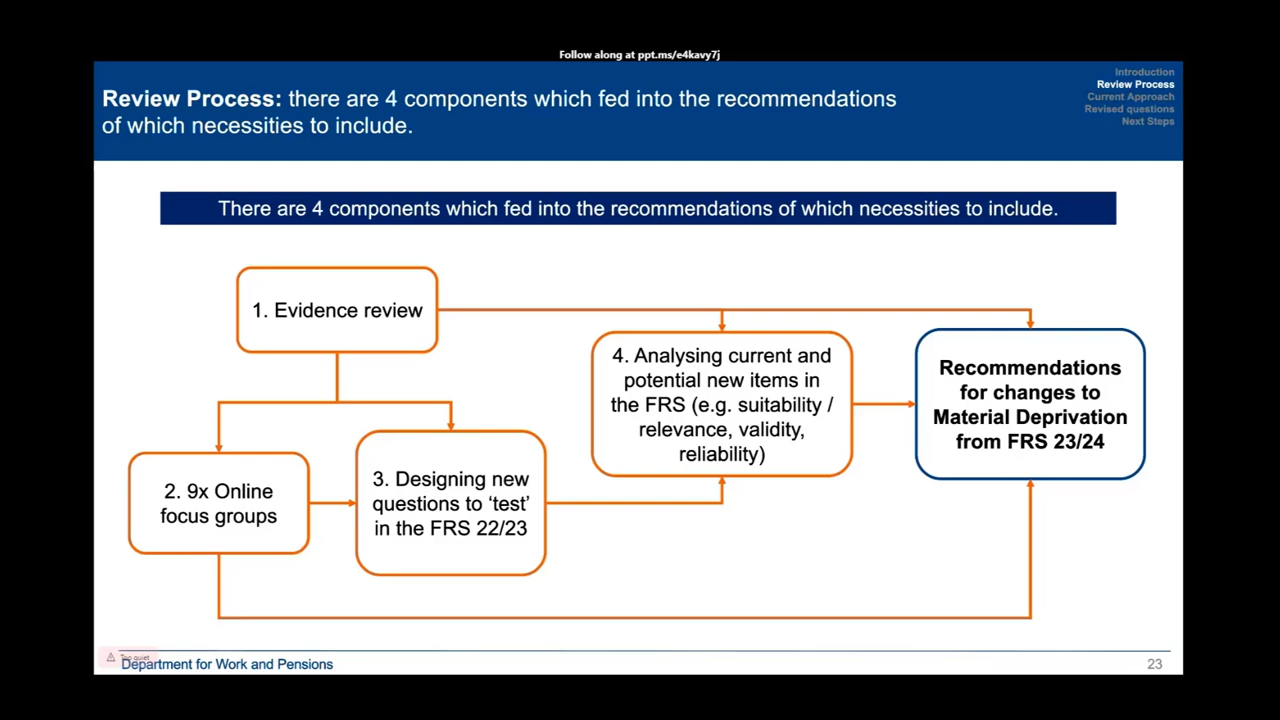 Follow along at ppt.ms/e4kavy7j
Review Process: there are 4 components which fed into the recommendations
of which necessities to include.
Introduction
Review Process
Current Approach
Revised questions
Next Steps
There are 4 components which fed into the recommendations of which necessities to include.
1. Evidence review
2. 9x Online
focus groups
3. Designing new
questions to ‘test’
in the FRS 22/23
4. Analysing current and
potential new items in
the FRS (e.g. suitability /
relevance, validity,
reliability)
Recommendations
for changes to
Material Deprivation
from FRS 23/24
Too quiet
Department for Work and Pensions
23